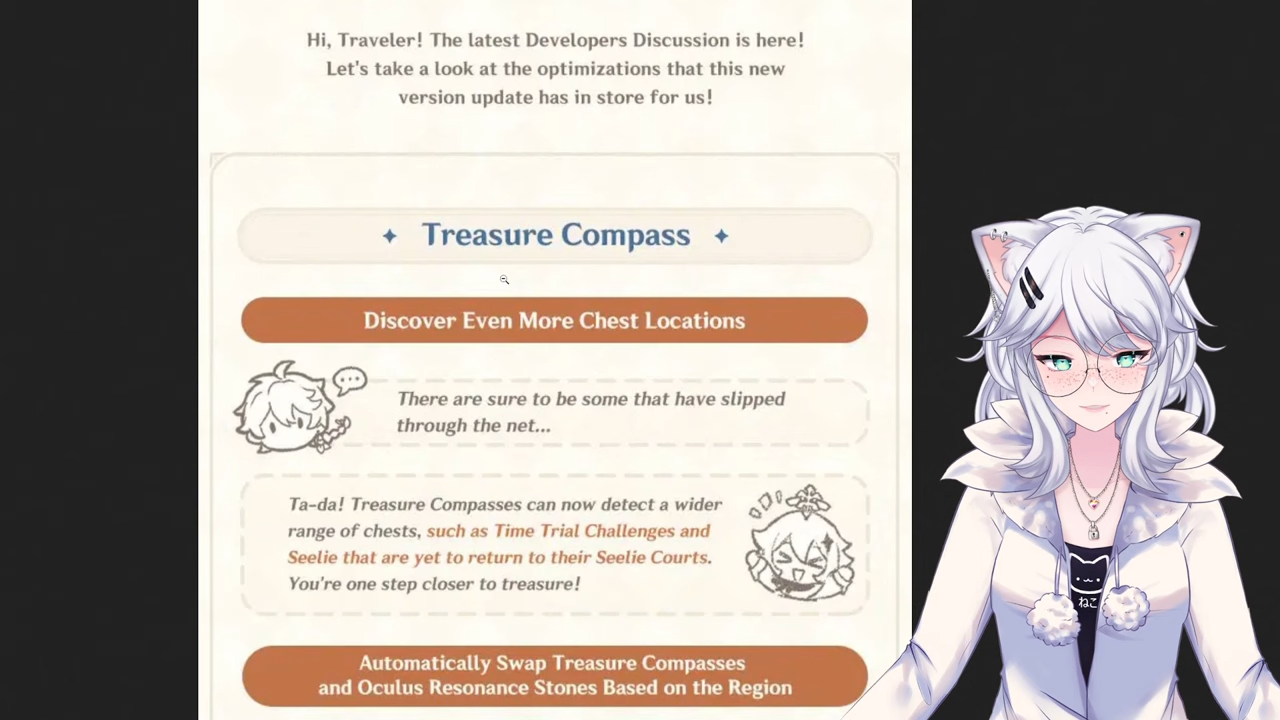 Hi, Traveler! The latest Developers Discussion is here!
Let's take a look at the optimizations that this new
version update has in store for us!
Treasure Compass
Discover Even More Chest Locations
There are sure to be some that have slipped
through the net...
Ta-da! Treasure Compasses can now detect a wider
range of chests, such as Time Trial Challenges and
Seelie that are yet to return to their Seelie Courts.
You're one step closer to treasure!
Automatically Swap Treasure Compasses
and Oculus Resonance Stones Based on the Region
ねこ